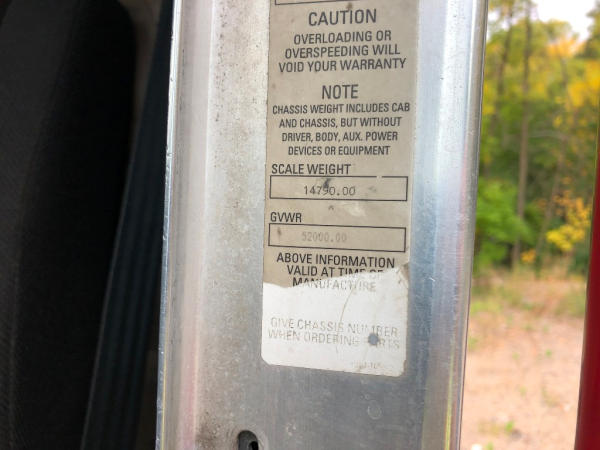 CAUTION
OVERLOADING OR
OVERSPEEDING WILL
VOID YOUR WARRANTY
NOTE
CHASSIS WEIGHT INCLUDES CAB
AND CHASSIS, BUT WITHOUT
DRIVER, BODY, AUX. POWER
DEVICES OR EQUIPMENT
SCALE WEIGHT
14790.00
GVWR
52000.00
ABOVE INFORMATION
VALID AT TIME OF
MANUFACTURE
GIVE CHASSIS NUMBER
WHEN ORDERING PARTS